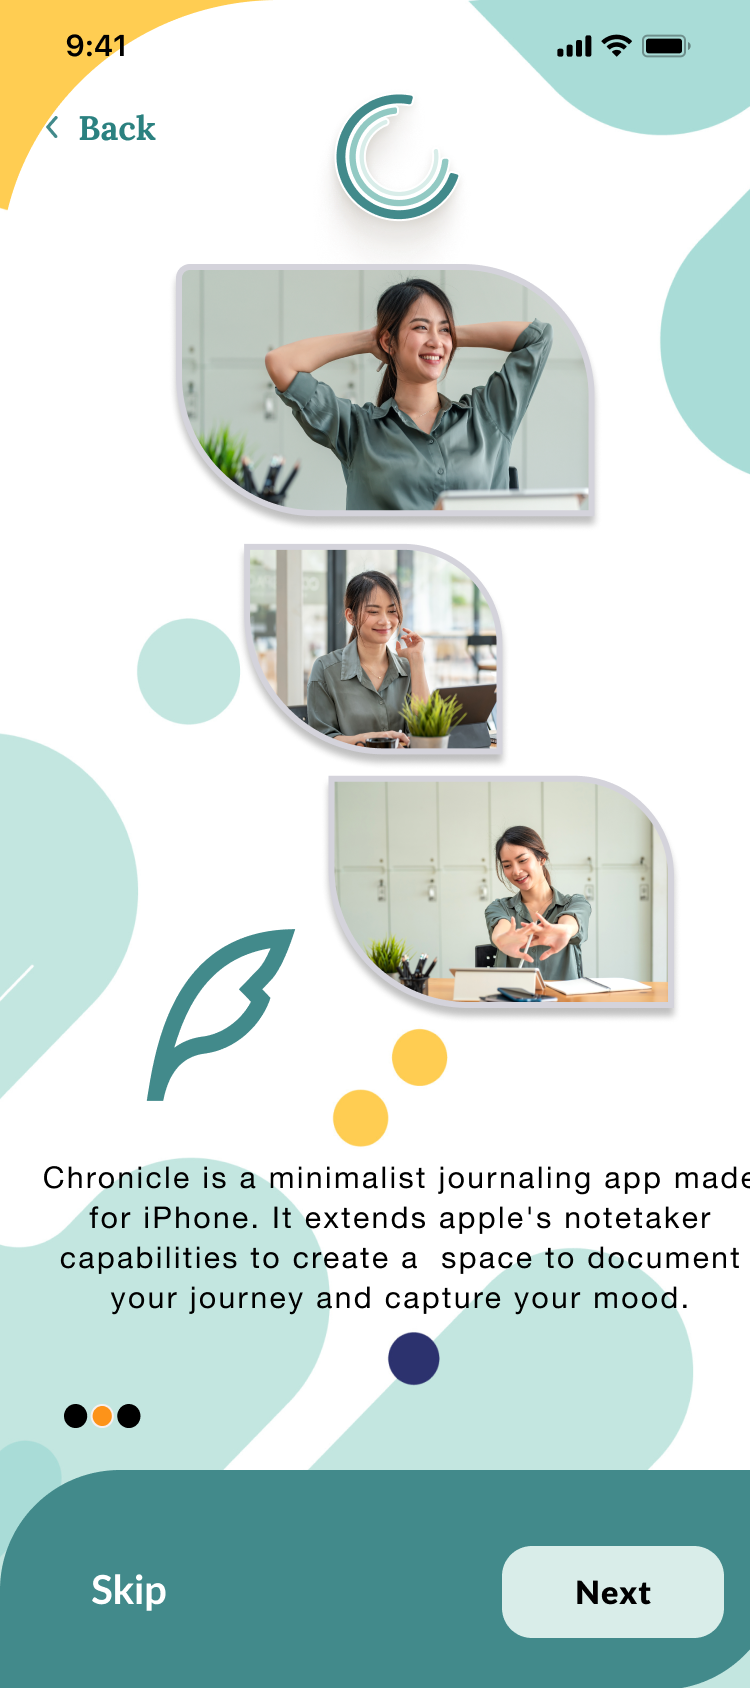 9:41
Back
Chronicle is a minimalist journaling app made
for iPhone. It extends apple's notetaker
capabilities to create a  space to document
your journey and capture your mood.
Skip
Next